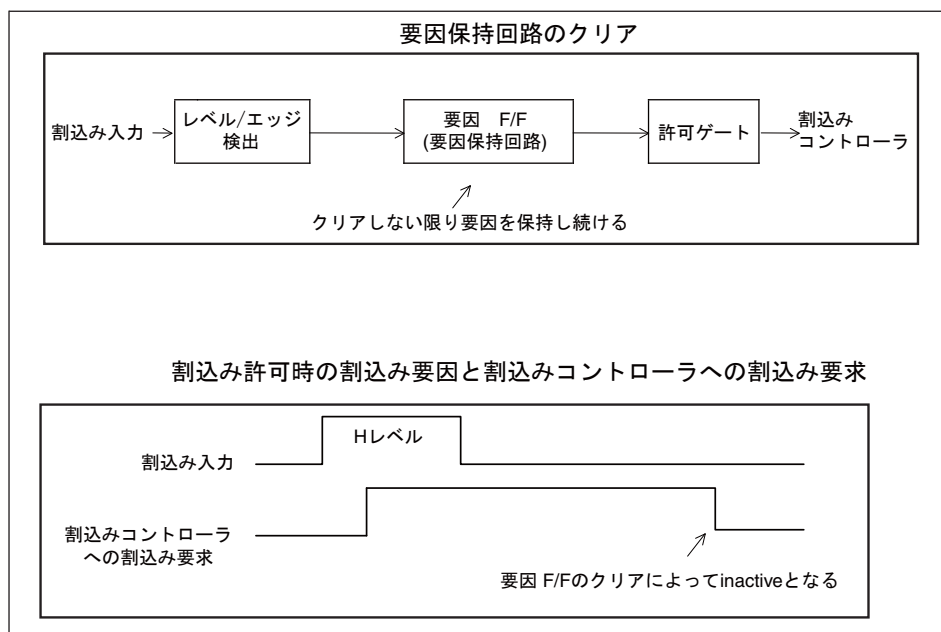 要因保持回路のクリア
割込み入力
レベル/エッジ
検出
要因 F/F
(要因保持回路)
許可ゲート
割込み
コントローラ
クリアしない限り要因を保持し続ける
割込み許可時の割込み要因と割込みコントローラへの割込み要求
Hレベル
割込み入力
割込みコントローラ
への割込み要求
要因 F/Fのクリアによってinactiveとなる